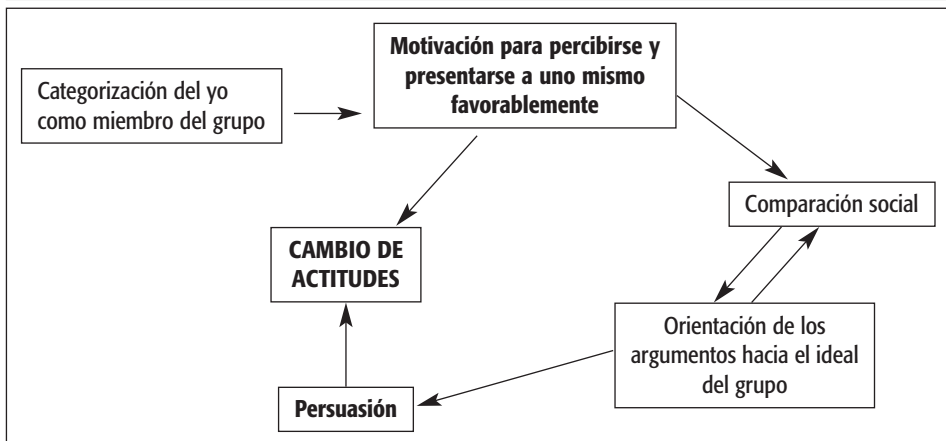 Motivación para percibirse y
presentarse a uno mismo
favorablemente
Categorización del yo
como miembro del grupo
Comparación social
CAMBIO DE
ACTITUDES
Orientación de los
argumentos hacia el ideal
del grupo
Persuasión